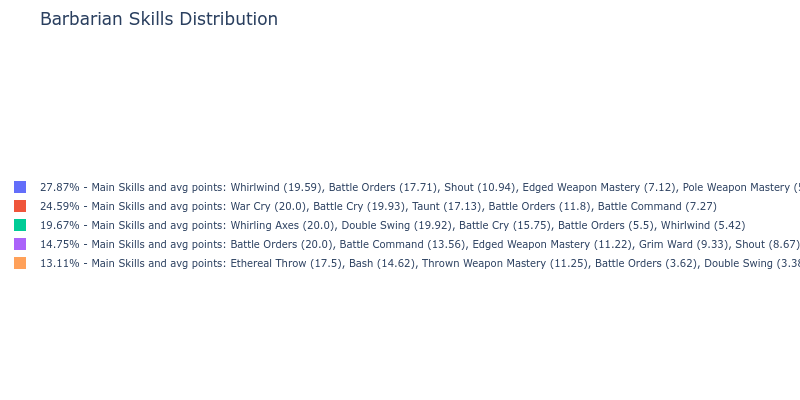 Barbarian Skills Distribution
27.87% - Main Skills and avg points: Whirlwind (19.59), Battle Orders (17.71), Shout (10.94), Edged Weapon Mastery (7.12), Pole Weapon Mastery
24.59% - Main Skills and avg points: War Cry (20.0), Battle Cry (19.93), Taunt (17.13), Battle Orders (11.8), Battle Command (7.27)
19.67% - Main Skills and avg points: Whirling Axes (20.0), Double Swing (19.92), Battle Cry (15.75), Battle Orders (5.5), Whirlwind (5.42)
14.75% - Main Skills and avg points: Battle Orders (20.0), Battle Command (13.56), Edged Weapon Mastery (11.22), Grim Ward (9.33), Shout (8.67)
13.11% - Main Skills and avg points: Ethereal Throw (17.5), Bash (14.62), Thrown Weapon Mastery (11.25), Battle Orders (3.62), Double Swing (3.38